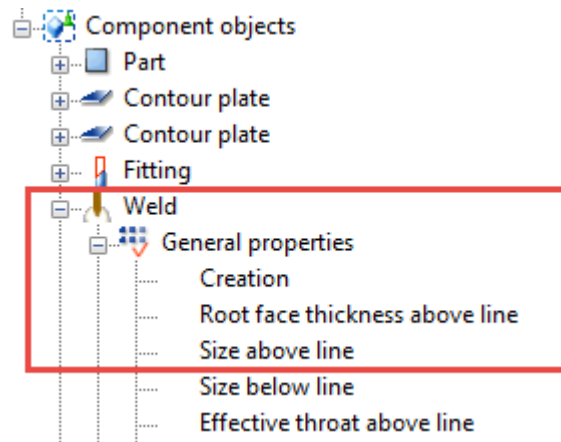 Component objects
Part
Contour plate
Contour plate
Fitting
Weld
General properties
Creation
Root face thickness above line
Size above line
Size below line
Effective throat above line